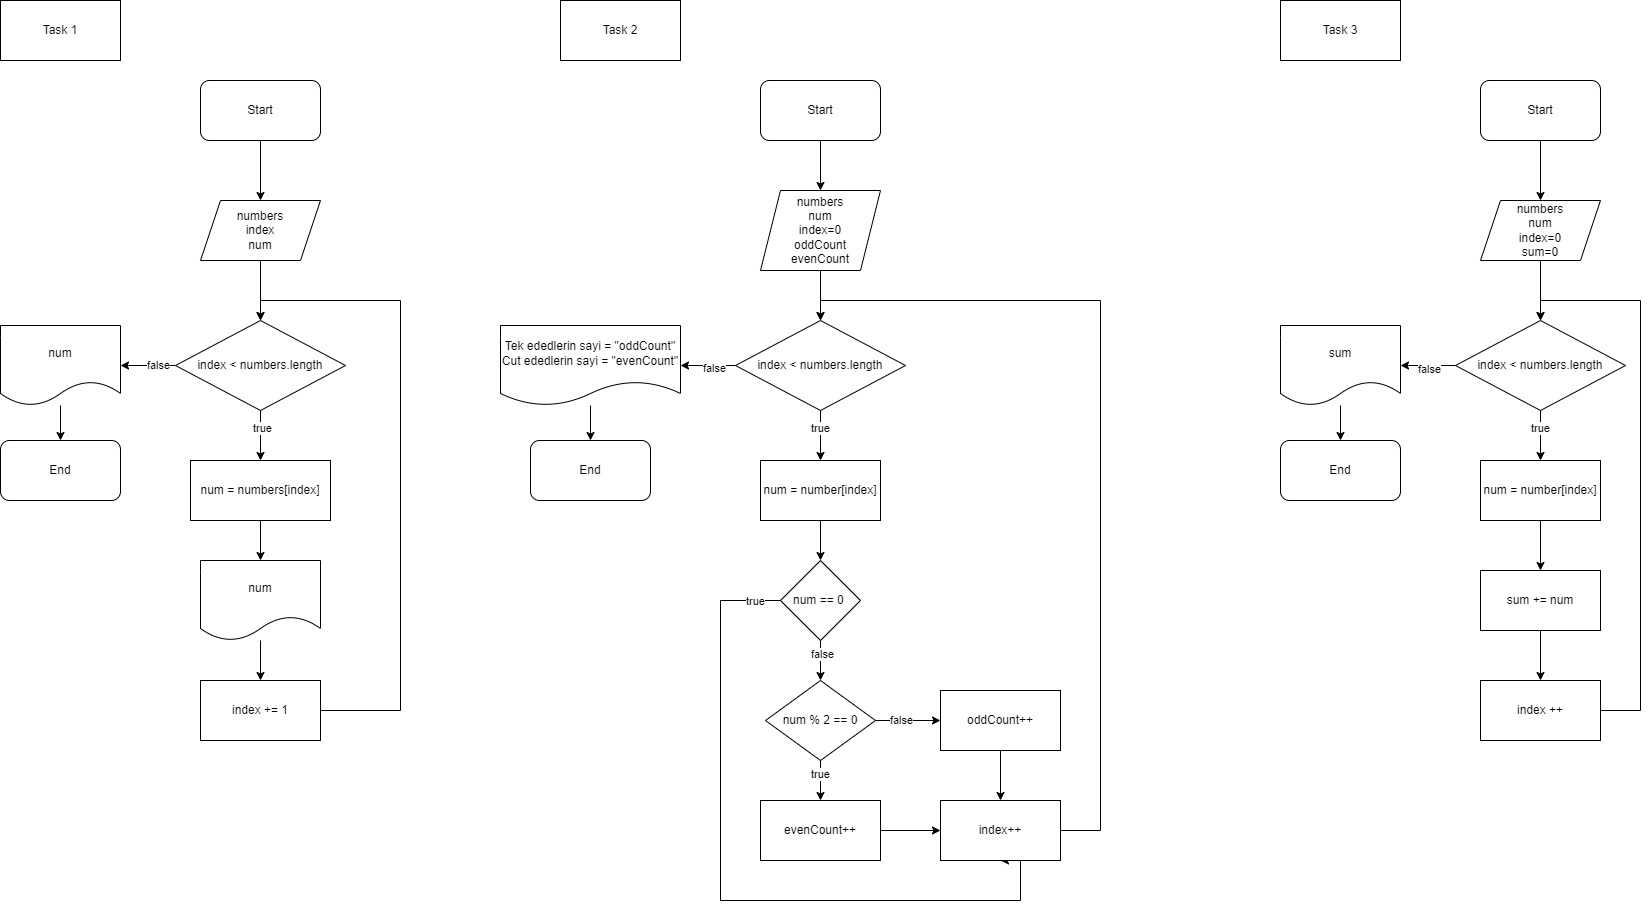 Task 1
Start
numbers
index
num
index < numbers.length
false
num
End
true
num = numbers[index]
num
index += 1
Task 2
Start
numbers
num
index=0
oddCount
evenCount
index < numbers.length
false
Tek ededlerin sayi = "oddCount"
Cut ededlerin sayi = "evenCount"
End
true
num = number[index]
num == 0
true
false
num % 2 == 0
false
oddCount++
true
evenCount++
index++
Task 3
Start
numbers
num
index=0
sum=0
index < numbers.length
false
sum
End
true
num = number[index]
sum += num
index ++